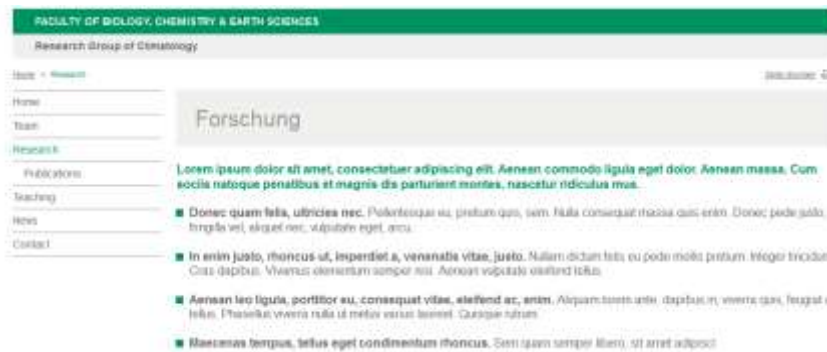 FACULTY OF BIOLOGY, CHEMISTRY & EARTH SCIENCES
Research Group of Climatology
Home > Research
Home
Team
Research
Publications
Teaching
News
Contact
Forschung
Lorem ipsum dolor sit amet, consectetuer adipiscing elit. Aenean commodo ligula eget dolor. Aenean massa. Cum
sociis natoque penatibus et magnis dis parturient montes, nascetur ridiculus mus.
Donec quam felis, ultricies nec. Pellentesque eu, pretium quis, sem. Nulla consequat massa quis enim. Donec pede justo,
fringilla vel, aliquet nec, vulputate eget, arcu.
In enim justo, rhoncus ut, imperdiet a, venenatis vitae, justo. Nullam dictum felis eu pede mollis pretium. Integer tincidunt
Cras dapibus. Vivamus elementum semper nisi. Aenean vulputate eleifend tellus.
Aenean leo ligula, porttitor eu, consequat vitae, eleifend ac, enim. Aliquam lorem ante, dapibus in, viverra quis, feugiat
tellus. Phasellus viverra nulla ut metus varius laoreet. Quisque rutrum
Maecenas tempus, tellus eget condimentum rhoncus. Sem quam semper libero, sit amet adipisci